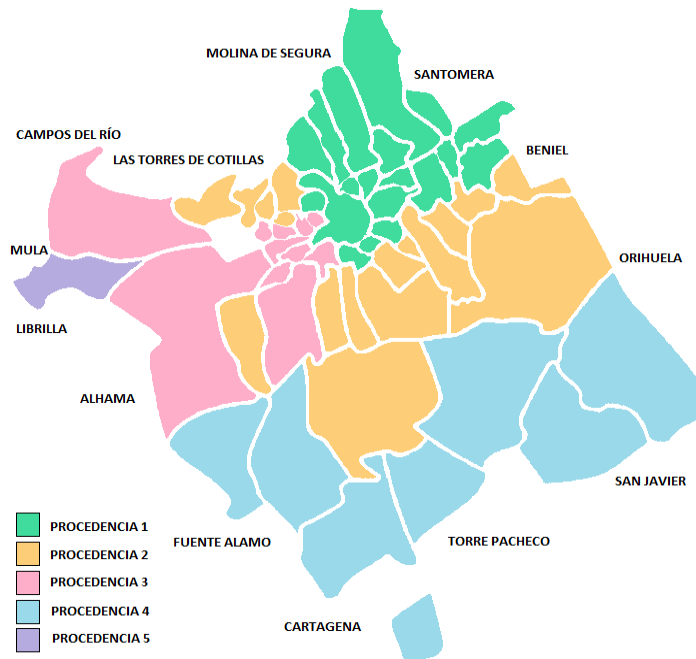 MOLINA DE SEGURA
SANTOMERA
CAMPOS DEL RÍO
LAS TORRES DE COTILLAS
BENIEL
MULA
ORIHUELA
LIBRILLA
ALHAMA
SAN JAVIER
PROCEDENCIA 1
FUENTE ALAMO
TORRE PACHECO
PROCEDENCIA 2
PROCEDENCIA 3
PROCEDENCIA 4
CARTAGENA
PROCEDENCIA 5